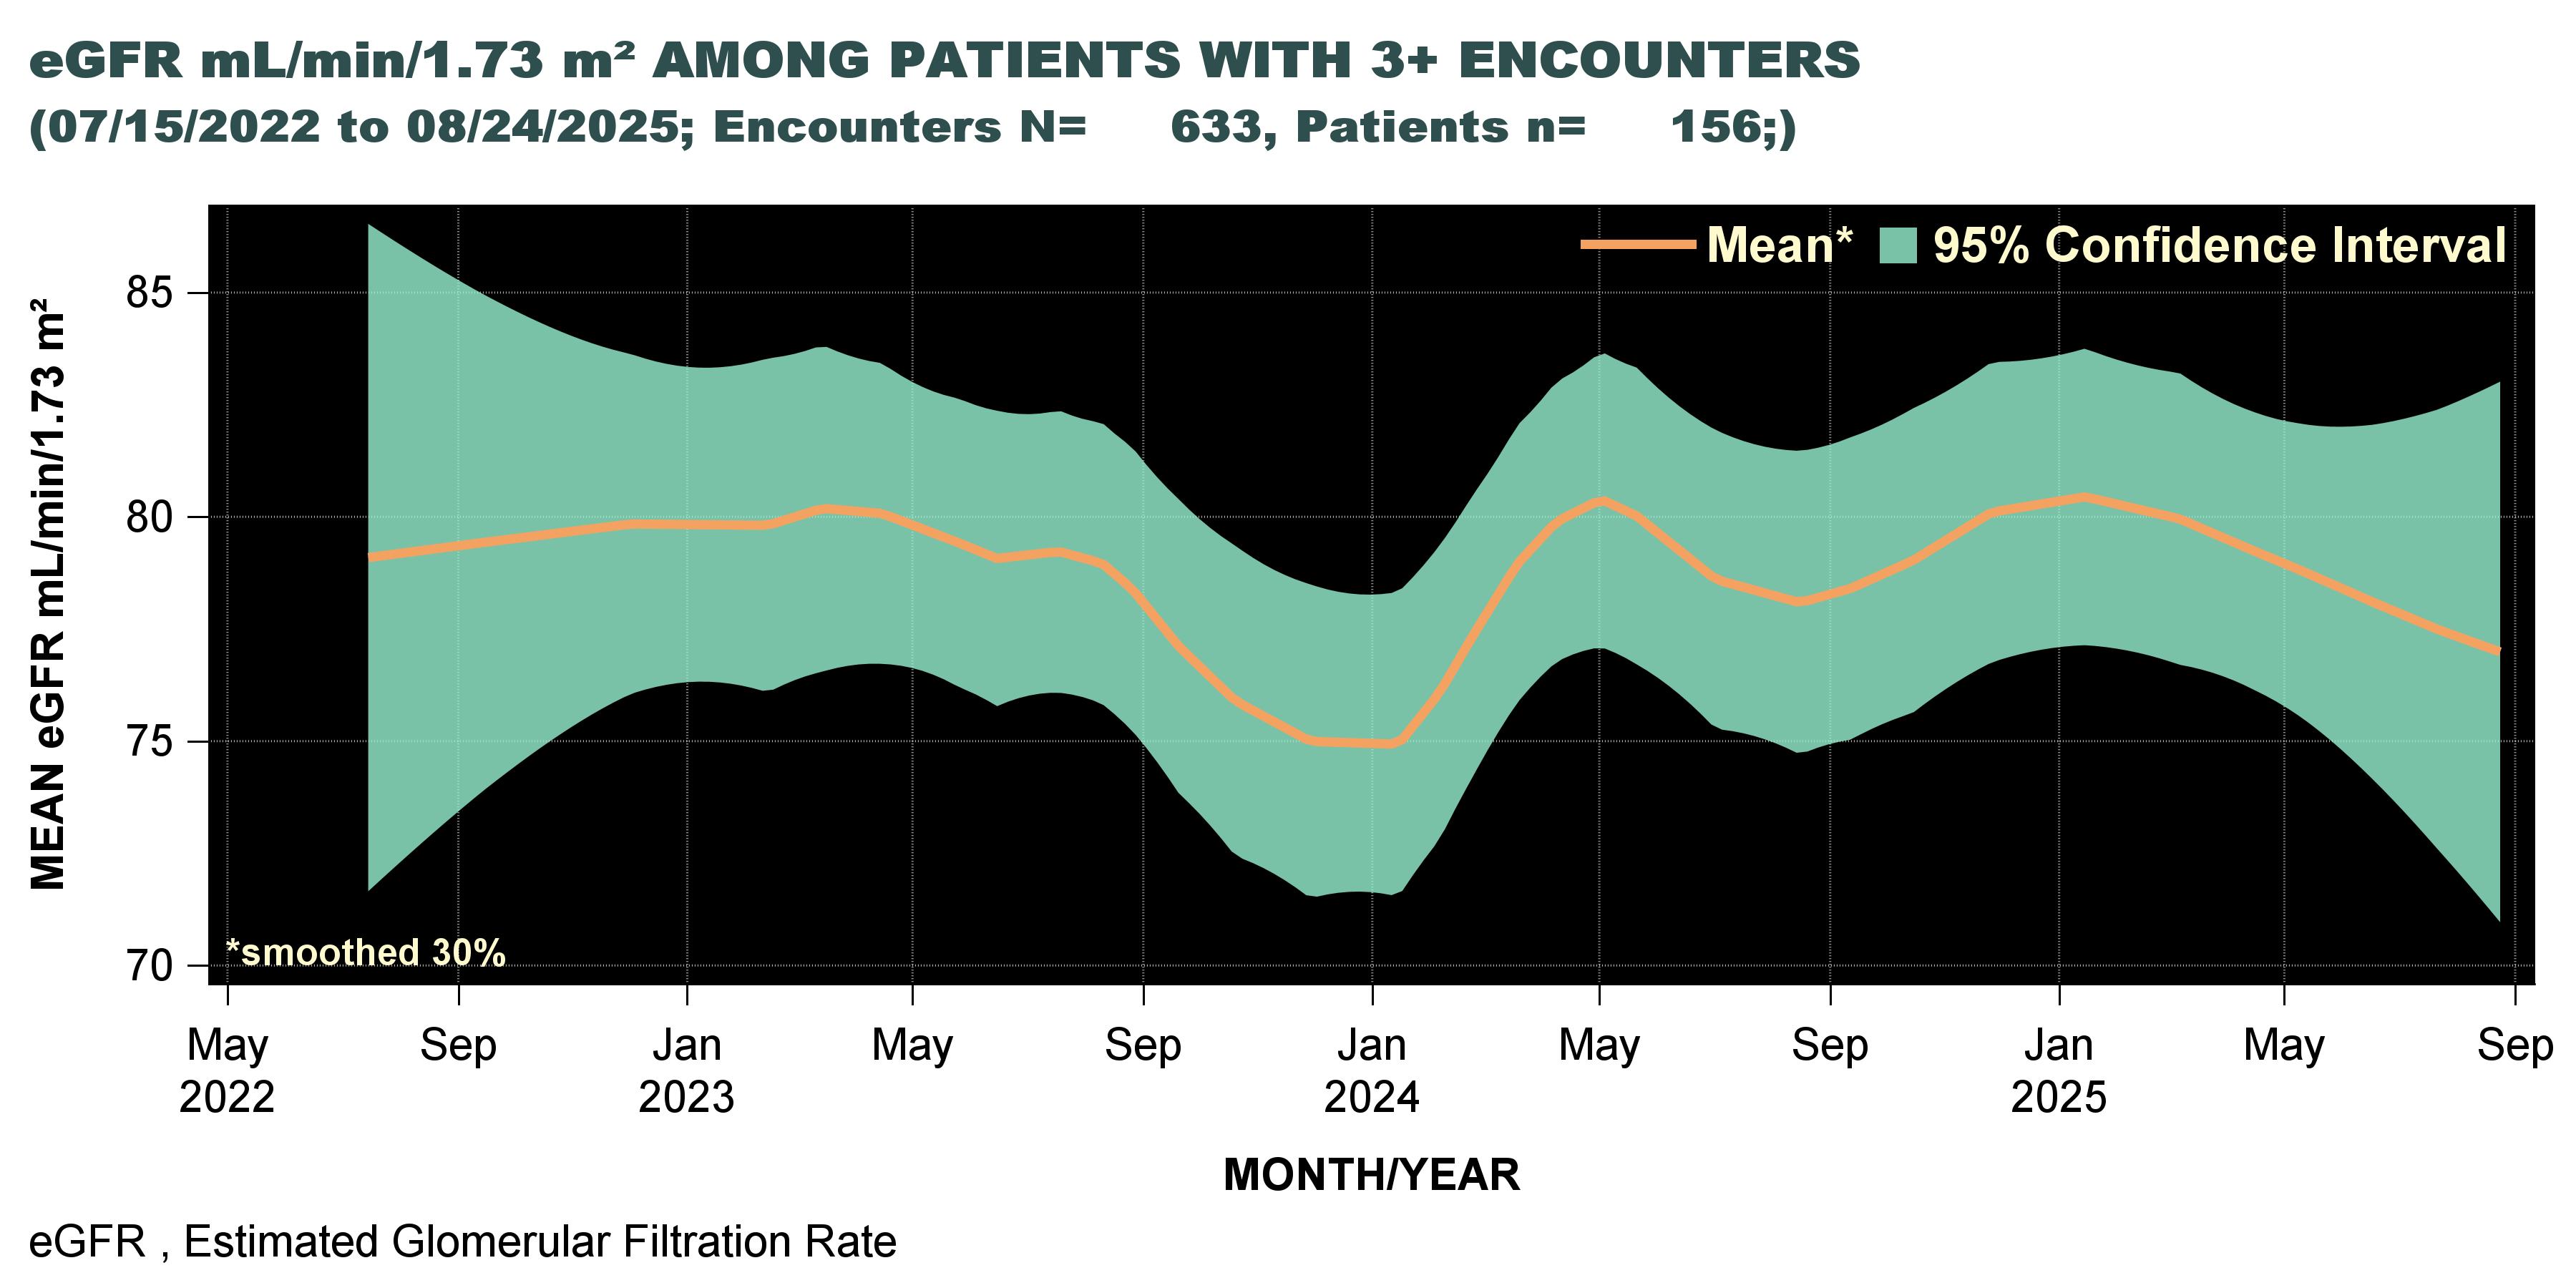 eGFR mL/min/1.73 m² AMONG PATIENTS WITH 3+ ENCOUNTERS
(07/15/2022 to 08/24/2025; Encounters N= 633, Patients n= 156;)
Mean* 95% Confidence Interval
MEAN eGFR mL/min/1.73 m²
85
80
75
70
*smoothed 30%
May Sep Jan May Sep Jan May Sep Jan May Sep
2022 2023 2024 2025
MONTH/YEAR
eGFR , Estimated Glomerular Filtration Rate